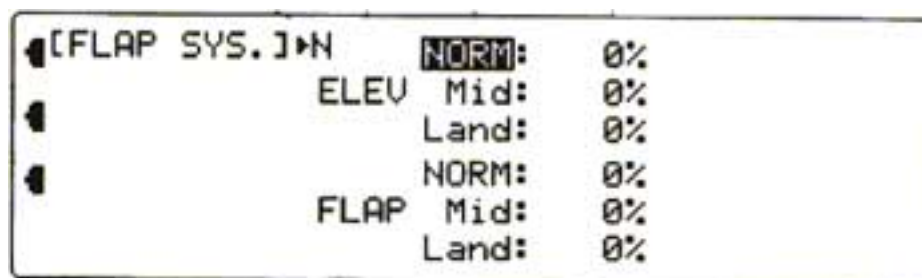 [FLAP SYS.]▸N NORM: 0%
ELEV Mid: 0%
Land: 0%
NORM: 0%
FLAP Mid: 0%
Land: 0%